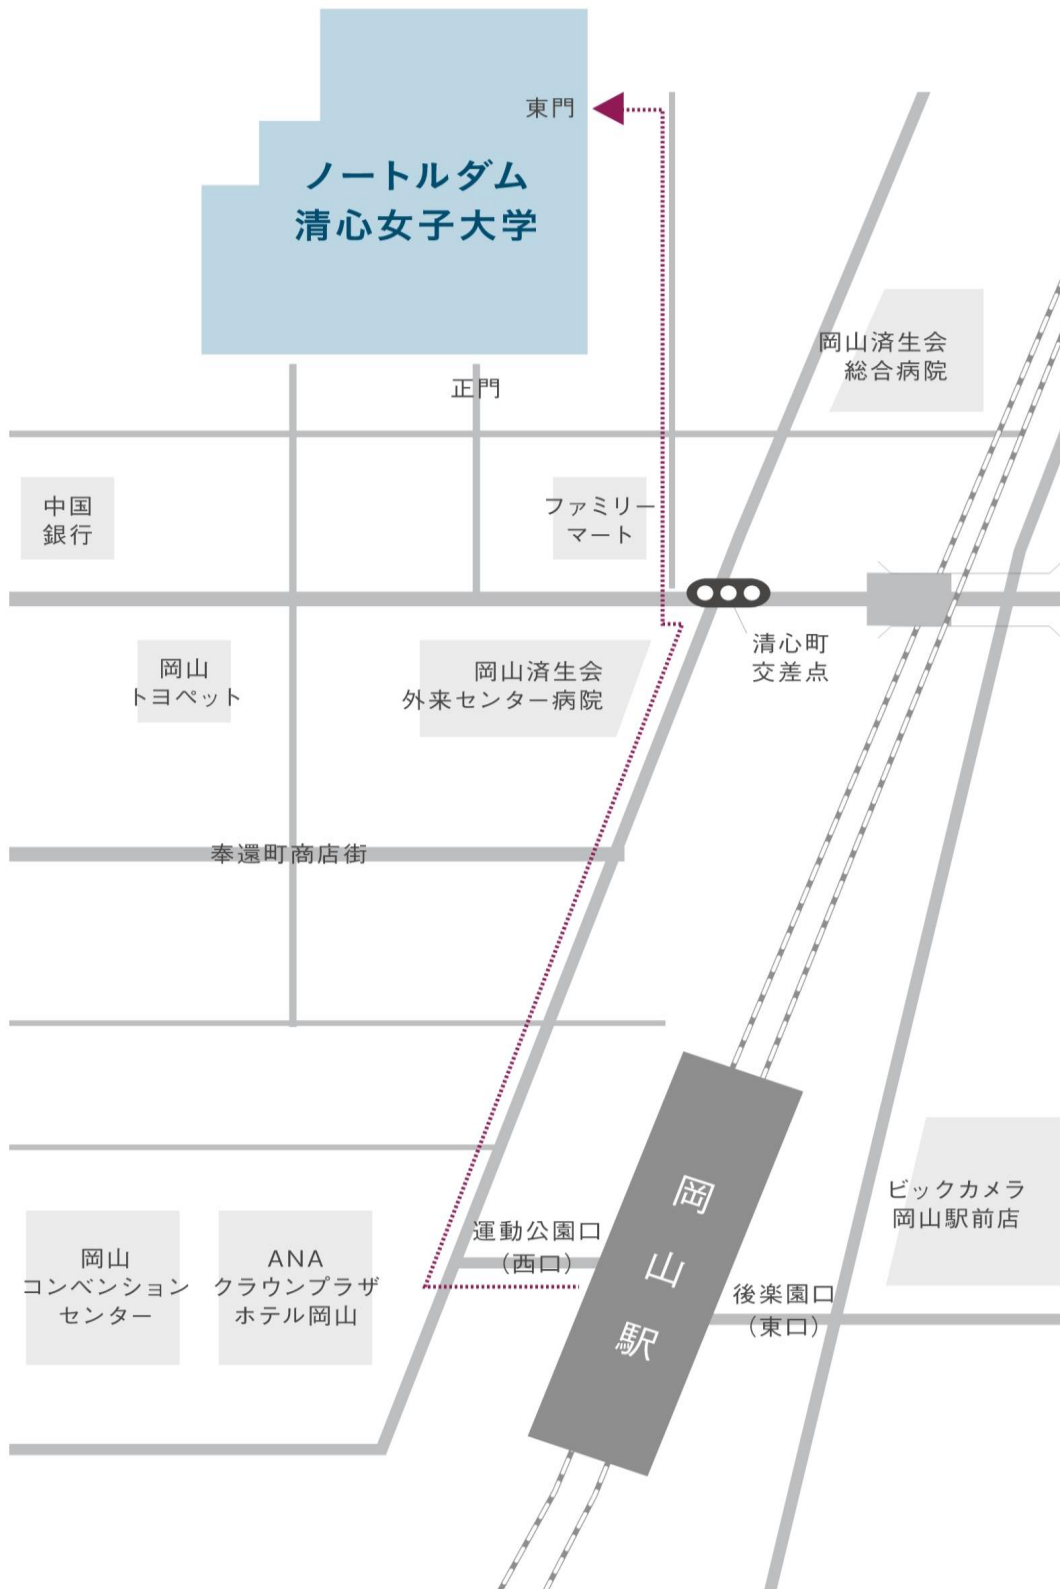 東門
ノートルダム
清心女子大学
岡山済生会
総合病院
正門
中国
銀行
ファミリー
マート
清心町
交差点
岡山
トヨペット
岡山済生会
外来センター病院
奉還町商店街
岡山
コンベンション
センター
ANA
クラウンプラザ
ホテル岡山
運動公園口
（西口）
岡山駅
後楽園口
（東口）
ビックカメラ
岡山駅前店